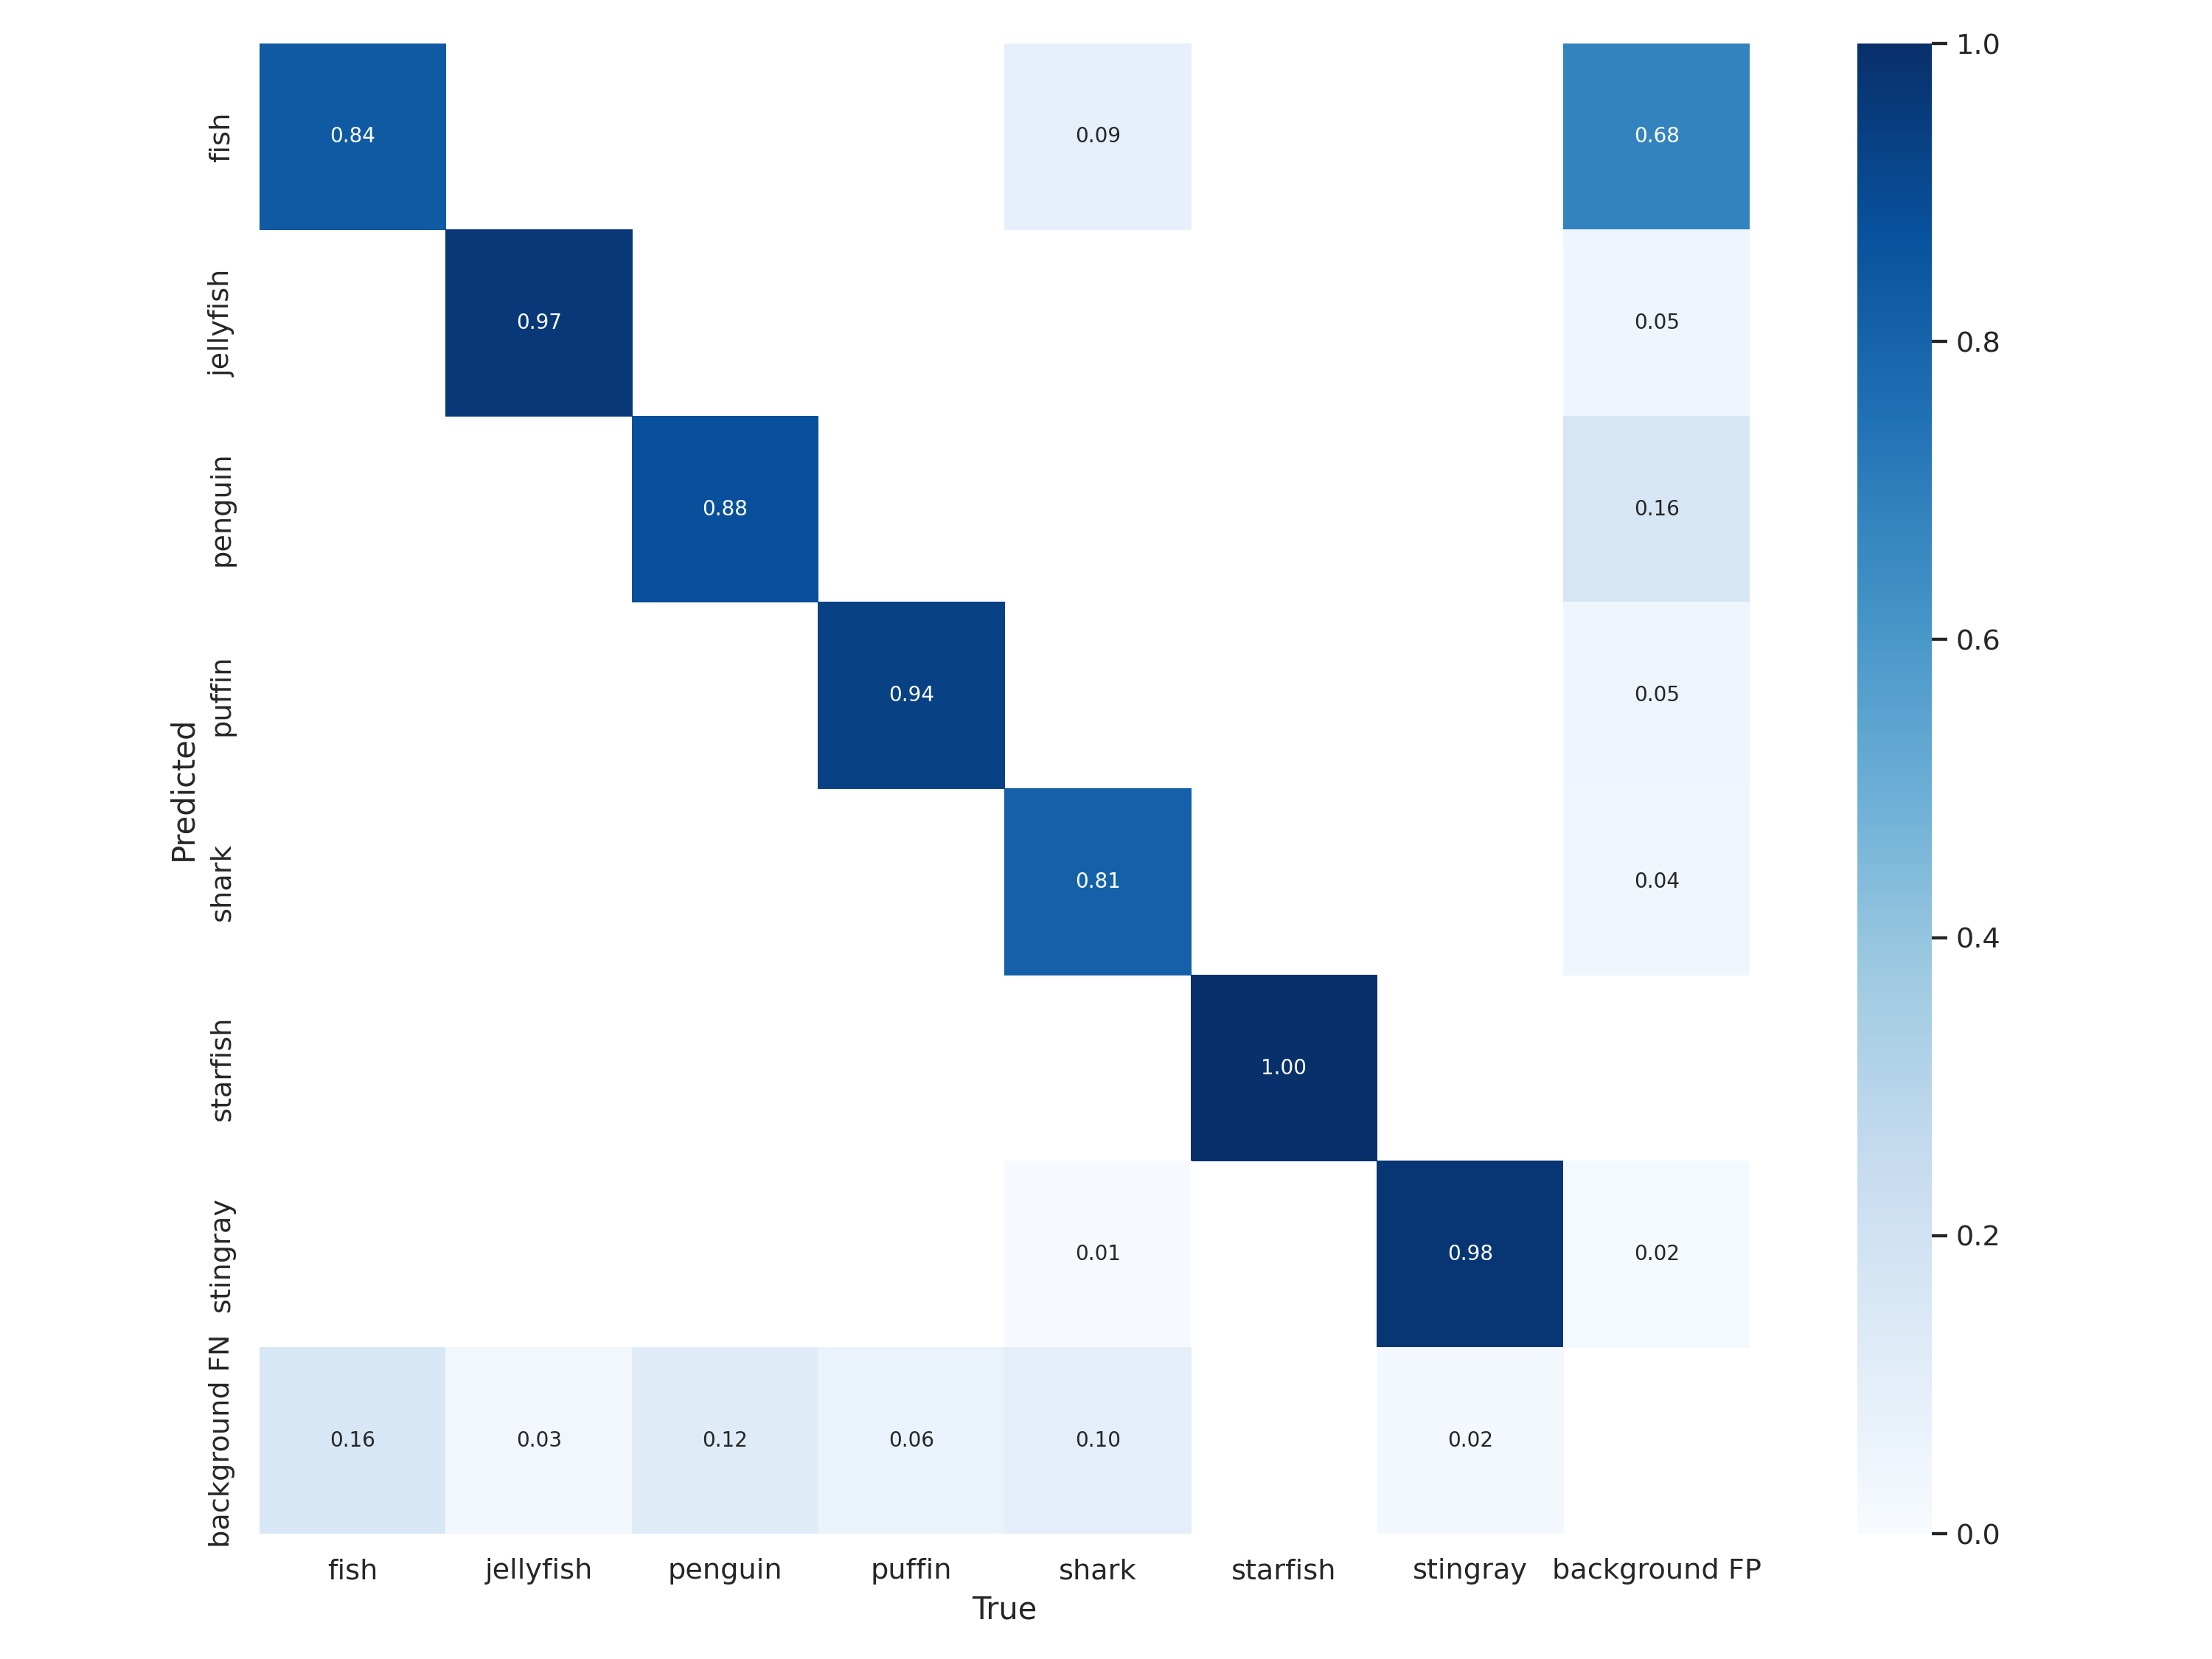 fish 0.84 0.09 0.68
jellyfish 0.97 0.05
penguin 0.88 0.16
puffin 0.94 0.05
shark 0.81 0.04
starfish 1.00
stingray 0.01 0.98 0.02
background FN 0.16 0.03 0.12 0.06 0.10 0.02
Predicted
fish jellyfish penguin puffin shark starfish stingray background FP
True
1.0
0.8
0.6
0.4
0.2
0.0